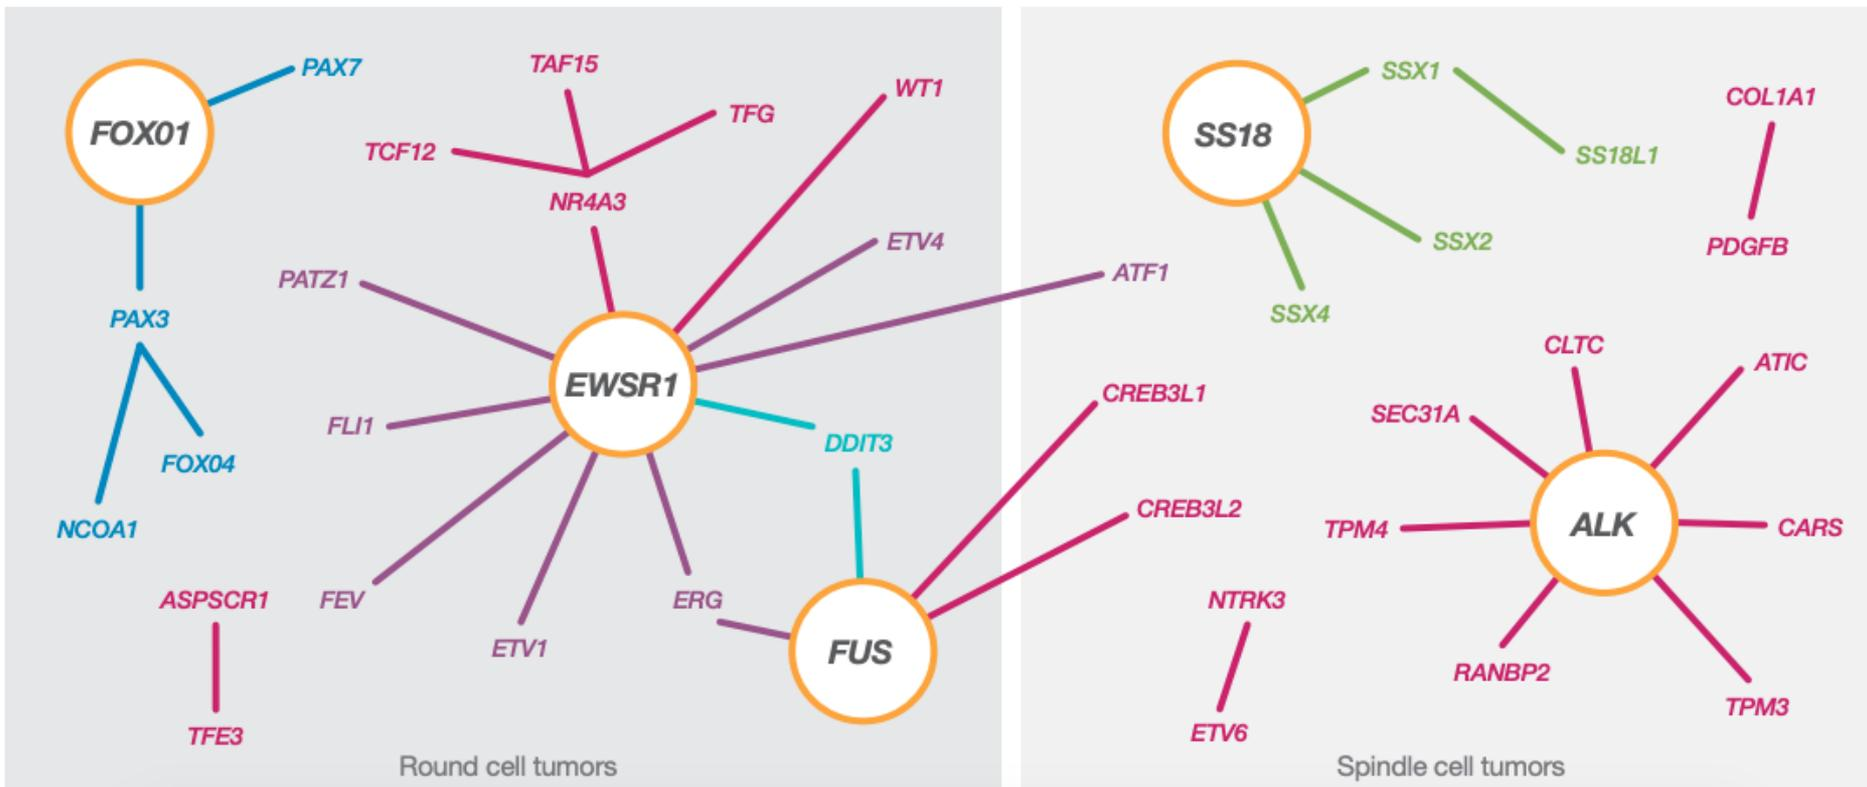 FOX01
PAX7
PAX3
FOX04
NCOA1
ASPSCR1
TFE3
TAF15
TFG
TCF12
NR4A3
WT1
ETV4
ATF1
PATZ1
EWSR1
FLI1
DDIT3
FEV
ETV1
ERG
FUS
CREB3L1
CREB3L2
Round cell tumors
SS18
SSX1
SS18L1
SSX2
SSX4
COL1A1
PDGFB
CLTC
ATIC
SEC31A
ALK
TPM4
CARS
RANBP2
TPM3
NTRK3
ETV6
Spindle cell tumors